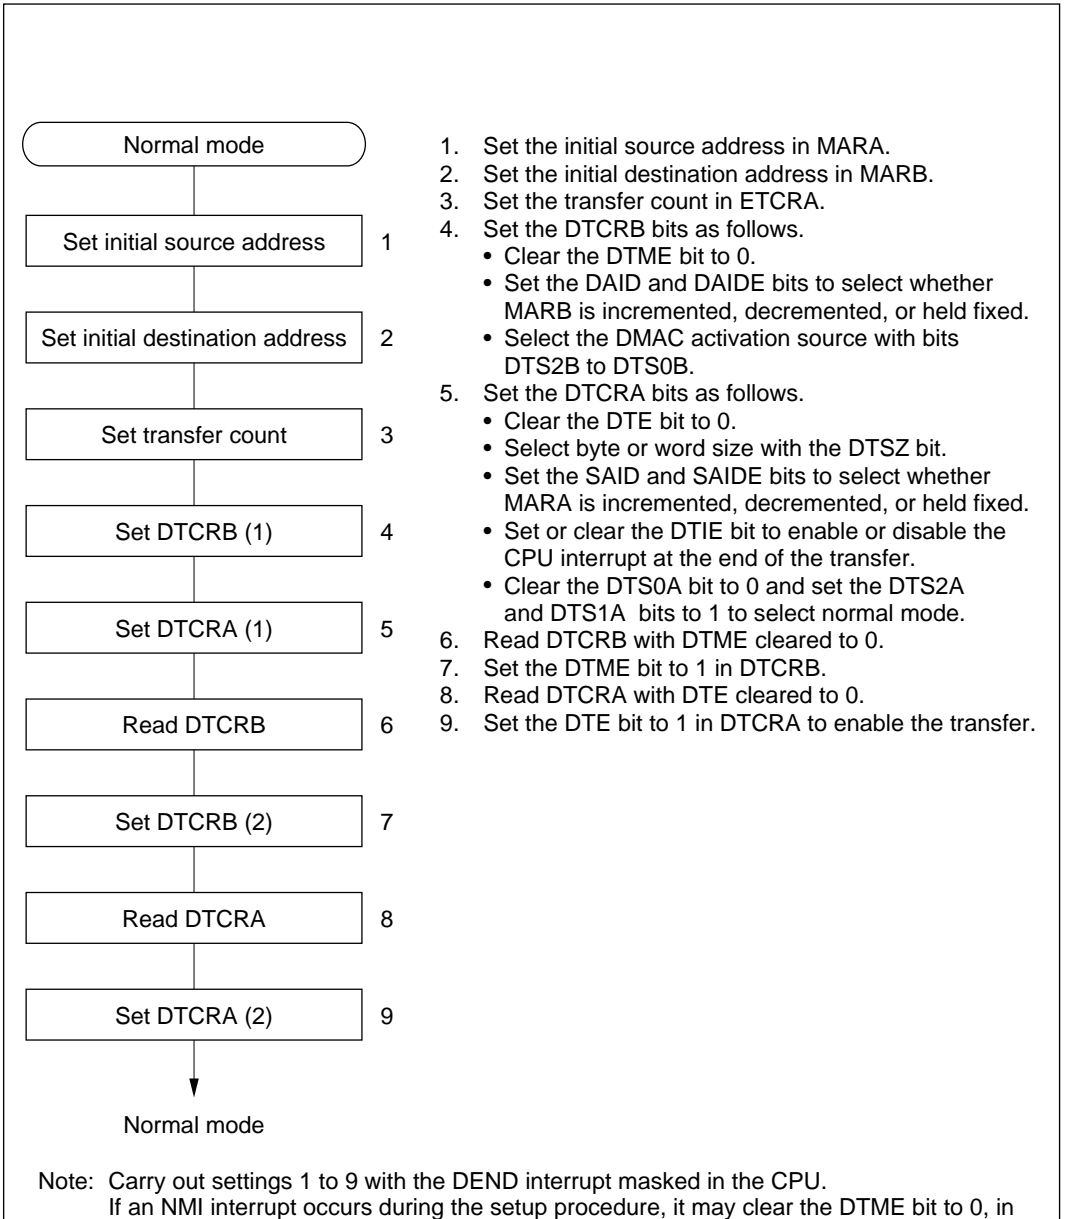 Normal mode
Set initial source address 1
Set initial destination address 2
Set transfer count 3
Set DTCRB (1) 4
Set DTCRA (1) 5
Read DTCRB 6
Set DTCRB (2) 7
Read DTCRA 8
Set DTCRA (2) 9
Normal mode
1. Set the initial source address in MARA.
2. Set the initial destination address in MARB.
3. Set the transfer count in ETCRA.
4. Set the DTCRB bits as follows.
• Clear the DTME bit to 0.
• Set the DAID and DAIDE bits to select whether
MARB is incremented, decremented, or held fixed.
• Select the DMAC activation source with bits
DTS2B to DTS0B.
5. Set the DTCRA bits as follows.
• Clear the DTE bit to 0.
• Select byte or word size with the DTSZ bit.
• Set the SAID and SAIDE bits to select whether
MARA is incremented, decremented, or held fixed.
• Set or clear the DTIE bit to enable or disable the
CPU interrupt at the end of the transfer.
• Clear the DTS0A bit to 0 and set the DTS2A
and DTS1A bits to 1 to select normal mode.
6. Read DTCRB with DTME cleared to 0.
7. Set the DTME bit to 1 in DTCRB.
8. Read DTCRA with DTE cleared to 0.
9. Set the DTE bit to 1 in DTCRA to enable the transfer.
Note: Carry out settings 1 to 9 with the DEND interrupt masked in the CPU.
If an NMI interrupt occurs during the setup procedure, it may clear the DTME bit to 0, in